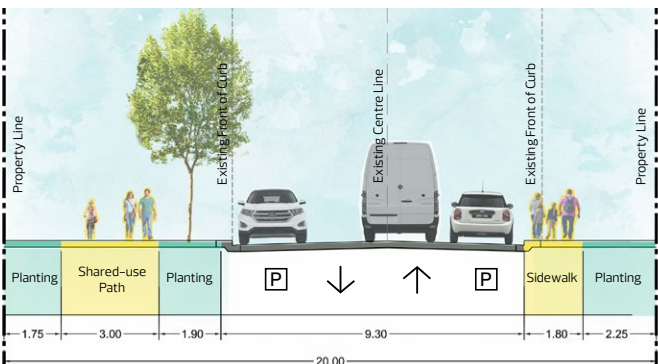 Property Line
Existing Front of Curb
Existing Centre Line
Existing Front of Curb
Property Line
Planting
Shared-use
Path
Planting
P
P
Sidewalk
Planting
1.75
3.00
1.90
9.30
1.80
2.25
20.00